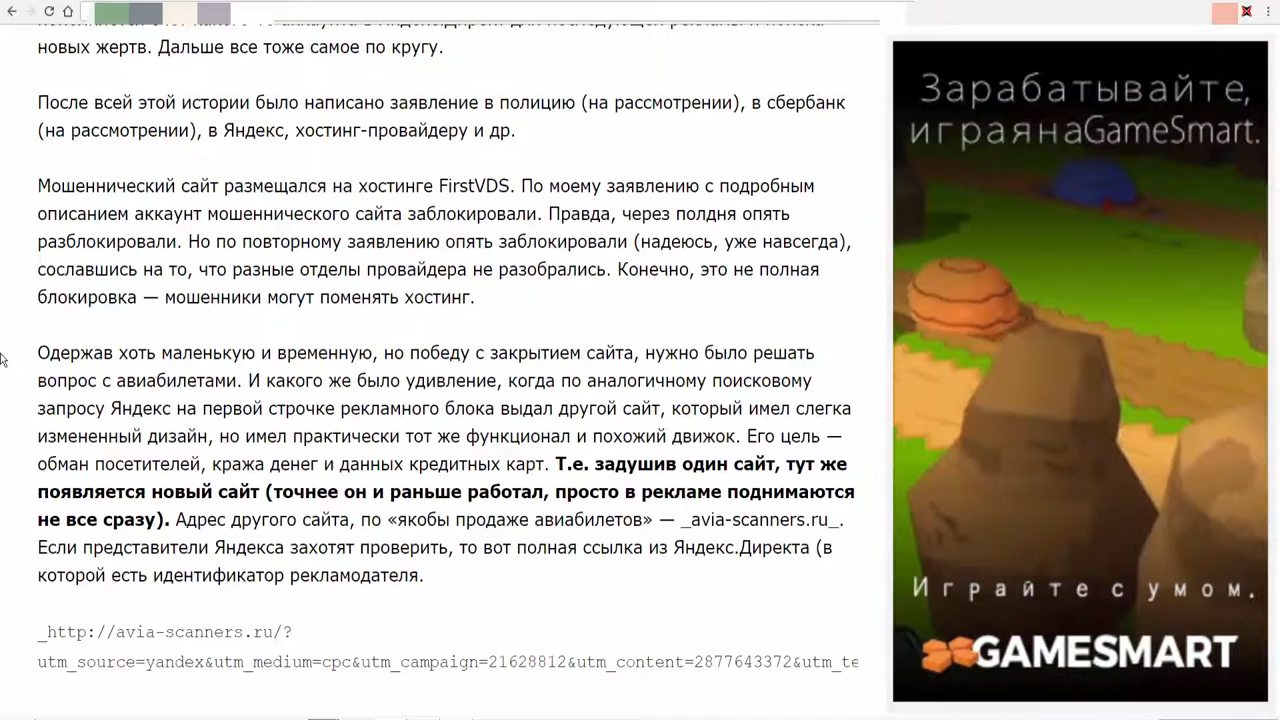 новых жертв. Дальше все тоже самое по кругу.
После всей этой истории было написано заявление в полицию (на рассмотрении), в сбербанк
(на рассмотрении), в Яндекс, хостинг-провайдеру и др.
Мошеннический сайт размещался на хостинге FirstVDS. По моему заявлению с подробным
описанием аккаунт мошеннического сайта заблокировали. Правда, через полдня опять
разблокировали. Но по повторному заявлению опять заблокировали (надеюсь, уже навсегда),
сославшись на то, что разные отделы провайдера не разобрались. Конечно, это не полная
блокировка — мошенники могут поменять хостинг.
Одержав хоть маленькую и временную, но победу с закрытием сайта, нужно было решать
вопрос с авиабилетами. И какого же было удивление, когда по аналогичному поисковому
запросу Яндекс на первой строчке рекламного блока выдал другой сайт, который имел слегка
измененный дизайн, но имел практически тот же функционал и похожий движок. Его цель —
обман посетителей, кража денег и данных кредитных карт. Т.е. задушив один сайт, тут же
появляется новый сайт (точнее он и раньше работал, просто в рекламе поднимаются
не все сразу). Адрес другого сайта, по «якобы продаже авиабилетов» — _avia-scanners.ru_.
Если представители Яндекса захотят проверить, то вот полная ссылка из Яндекс.Директа (в
которой есть идентификатор рекламодателя.
_http://avia-scanners.ru/?
utm_source=yandex&utm_medium=cpc&utm_campaign=21628812&utm_content=2877643372&utm_te
Зарабатывайте,
играянаGameSmart.
Играйте с умом.
GAMESMART